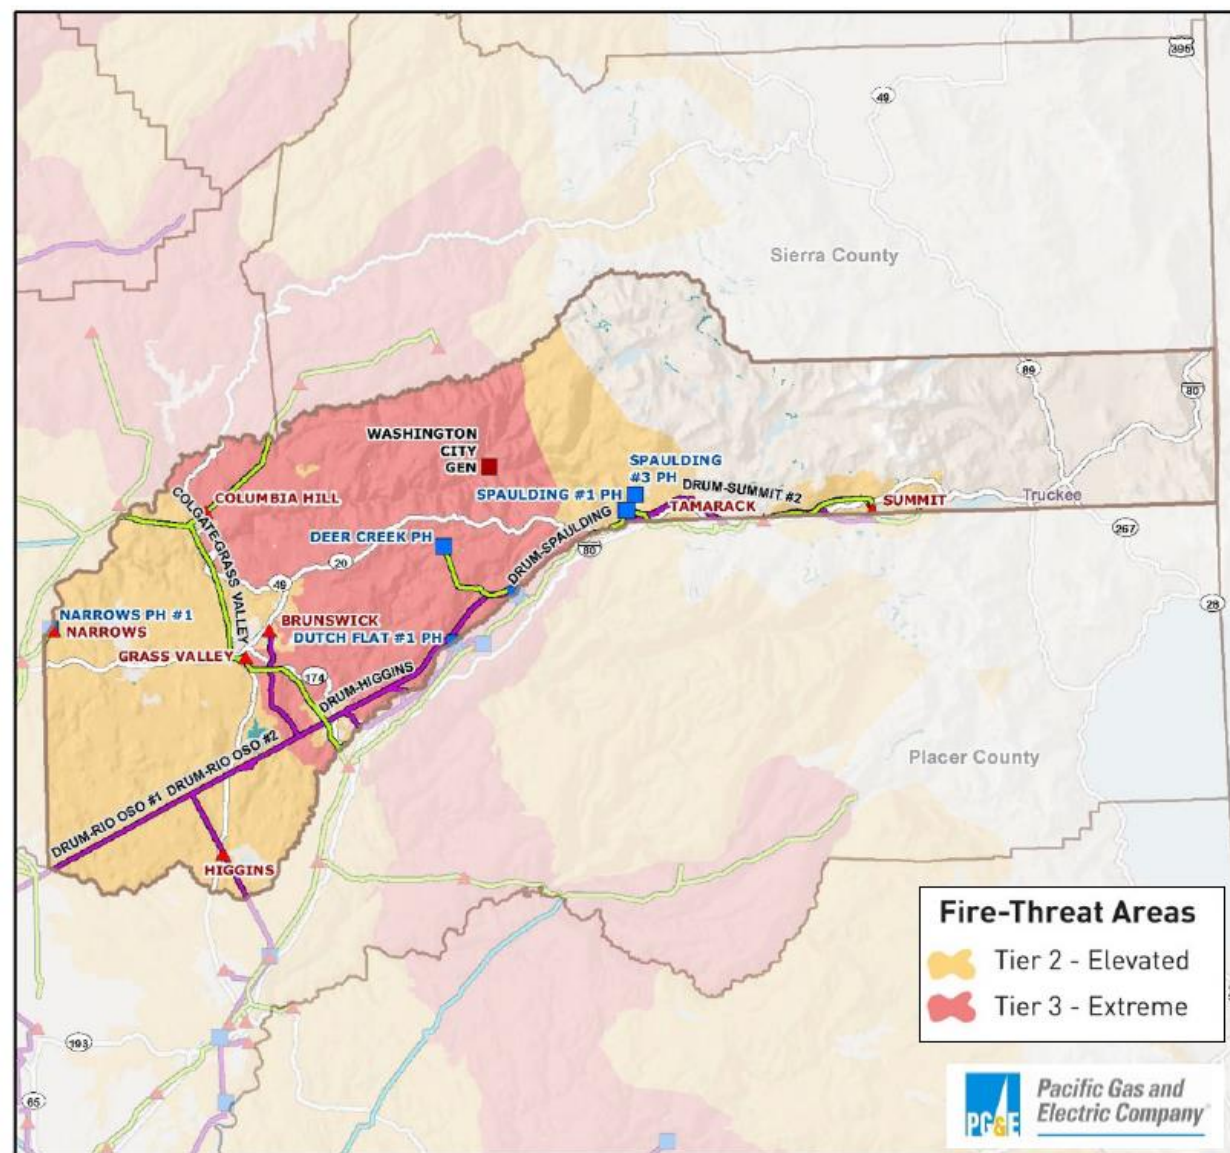 395
49
Sierra County
89
80
WASHINGTON
CITY
GEN
SPAULDING
#3 PH
SPAULDING #1 PH
DRUM-SUMMIT #2
COLUMBIA HILL
TAMARACK
SUMMIT
Truckee
COLGATE-GRASS VALLEY
DEER CREEK PH
DRUM-SPAULDING
80
267
20
49
28
NARROWS PH #1
NARROWS
BRUNSWICK
DUTCH FLAT #1 PH
GRASS VALLEY
174
DRUM-HIGGINS
DRUM-RIO OSO #1 DRUM-RIO OSO #2
Placer County
HIGGINS
Fire-Threat Areas
Tier 2 - Elevated
Tier 3 - Extreme
193
65
PG&E
Pacific Gas and
Electric Company